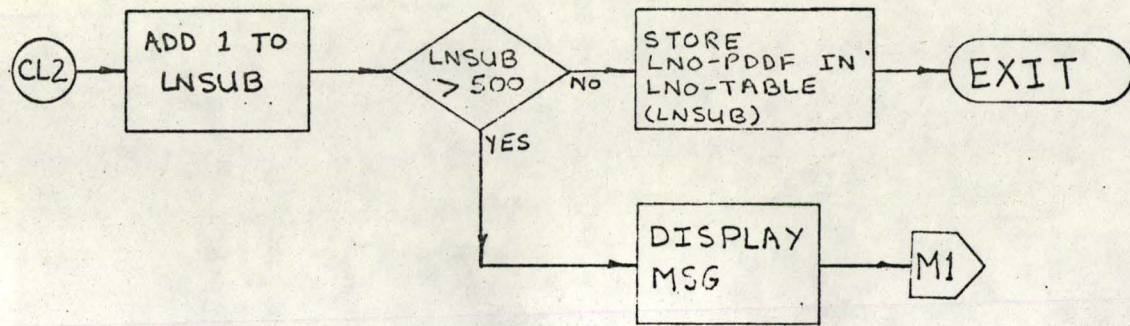 CL2
ADD 1 TO
LNSUB
LNSUB
> 500
NO
YES
STORE
LNO-PDDF IN
LNO-TABLE
(LNSUB)
EXIT
DISPLAY
MSG
M1